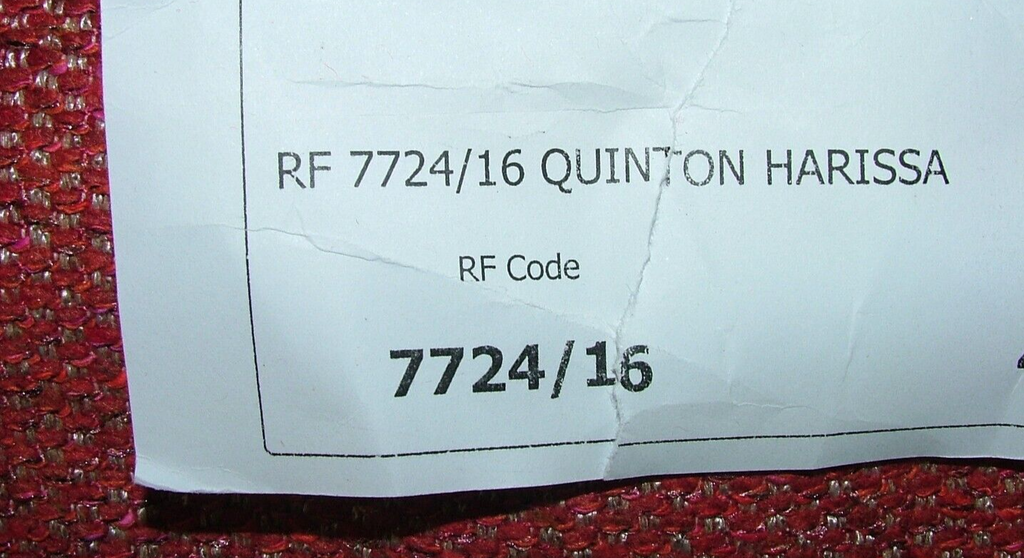 RF 7724/16 QUINTON HARISSA
RF Code
7724/16